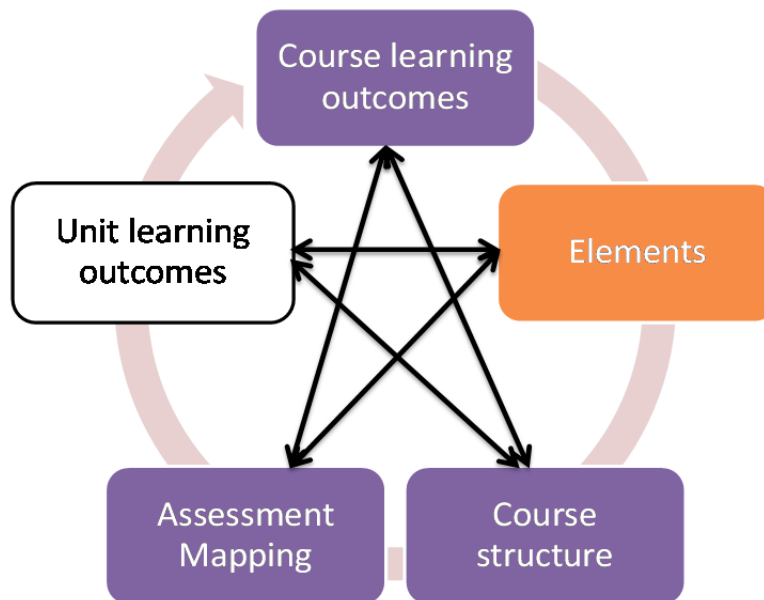 Course learning
outcomes
Unit learning
outcomes
Elements
Assessment
Mapping
Course
structure